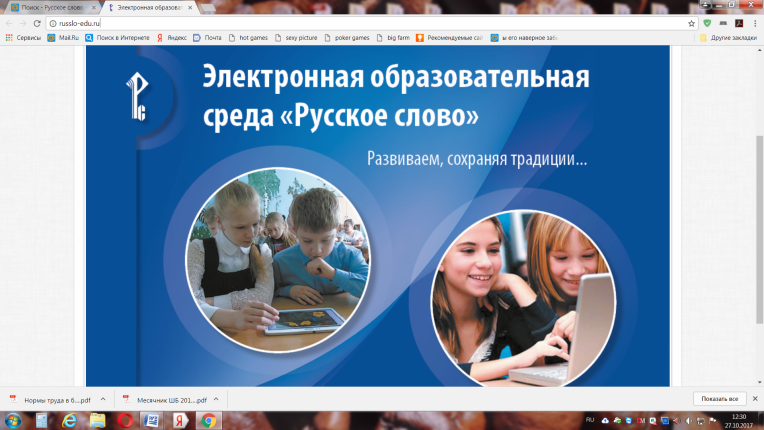 Поиск - Русское слово
Электронная образоват
russlo-edu.ru
Сервисы Mail.Ru Поиск в Интернете Яндекс Почта hot games sexy picture poker games big farm Рекомендуемые сай ы его наверное заб Другие закладки
Электронная образовательная
среда «Русское слово»
Развиваем, сохраняя традиции...
Нормы труда в б....pdf
Месячник ШБ 201....pdf
Показать все
RU
12:30
27.10.2017